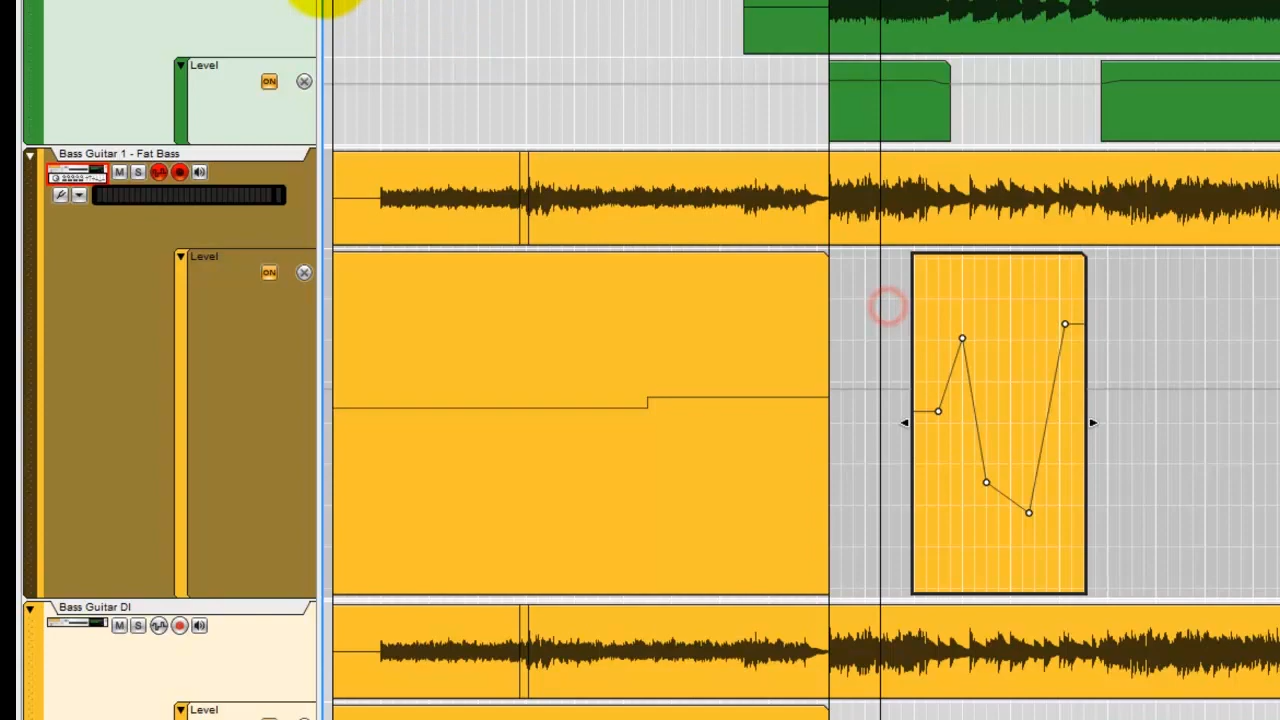 Level
ON
Bass Guitar 1 - Fat Bass
M S
Level
ON
Bass Guitar DI
M S
Level